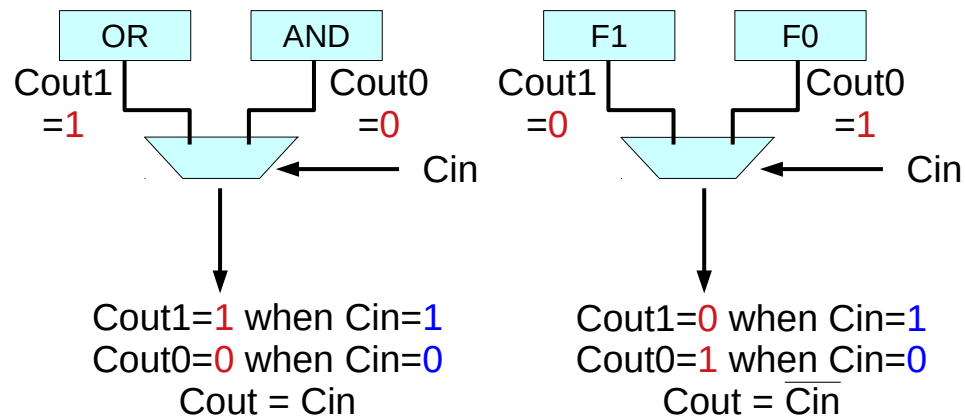 OR
AND
Cout1
=1
Cout0
=0
Cin
Cout1=1 when Cin=1
Cout0=0 when Cin=0
Cout = Cin
F1
F0
Cout1
=0
Cout0
=1
Cin
Cout1=0 when Cin=1
Cout0=1 when Cin=0
Cout = C̅i̅n̅